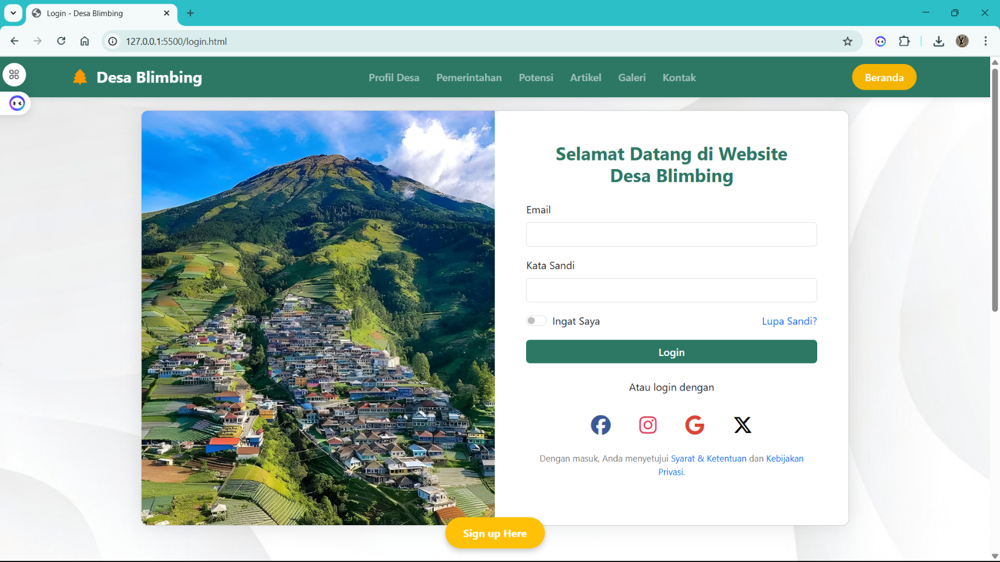 Login - Desa Blimbing
127.0.0.1:5500/login.html
Desa Blimbing
Profil Desa Pemerintahan Potensi Artikel Galeri Kontak
Beranda
Selamat Datang di Website
Desa Blimbing
Email
Kata Sandi
Ingat Saya
Lupa Sandi?
Login
Atau login dengan
Dengan masuk, Anda menyetujui Syarat & Ketentuan dan Kebijakan
Privasi.
Sign up Here